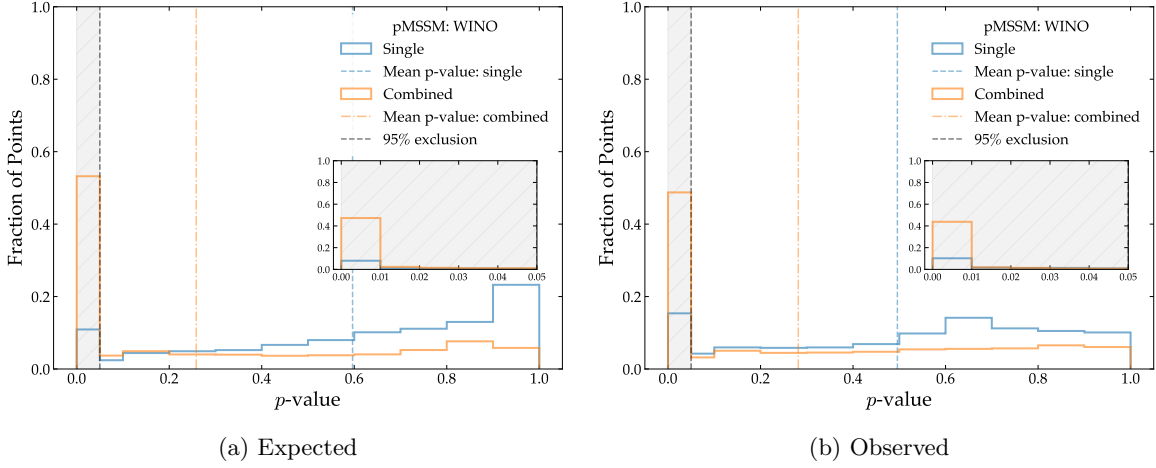 1.0
0.8
0.6
0.4
0.2
0.0
Fraction of Points
pMSSM: WINO
Single
Mean p-value: single
Combined
Mean p-value: combined
95% exclusion
1.0
0.8
0.6
0.4
0.2
0.0
0.00 0.01 0.02 0.03 0.04 0.05
0.0 0.2 0.4 0.6 0.8 1.0
p-value
(a) Expected
1.0
0.8
0.6
0.4
0.2
0.0
Fraction of Points
pMSSM: WINO
Single
Mean p-value: single
Combined
Mean p-value: combined
95% exclusion
1.0
0.8
0.6
0.4
0.2
0.0
0.00 0.01 0.02 0.03 0.04 0.05
0.0 0.2 0.4 0.6 0.8 1.0
p-value
(b) Observed